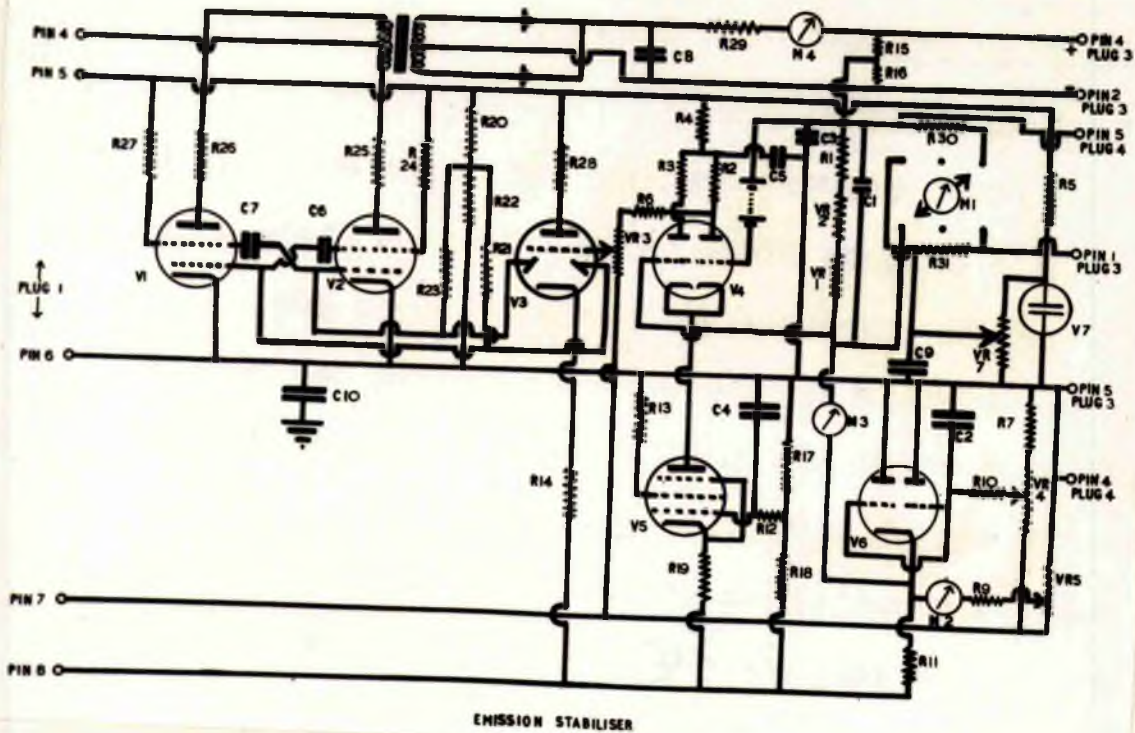 PIN 4
PIN 5
PLUG 1
PIN 6
PIN 7
PIN 8
R27
R26
R25
R 24
R20
R22
R23
R21
R28
C7
C6
V1
V2
V3
VR 3
C10
R14
R29
M4
C8
R15
R16
PIN 4
+ PLUG 3
- PIN 2
PLUG 3
PIN 5
PLUG 4
R4
R3
R2
R6
C5
C3
R1
VR 2
VR 1
C1
R30
M1
R31
R5
PIN 1
PLUG 3
V4
V7
VR 7
C9
PIN 5
PLUG 3
R13
C4
R17
M3
C2
R7
R10
VR 4
PIN 4
PLUG 4
V5
R12
V6
R19
R18
M2
R9
VR5
R11
EMISSION STABILISER